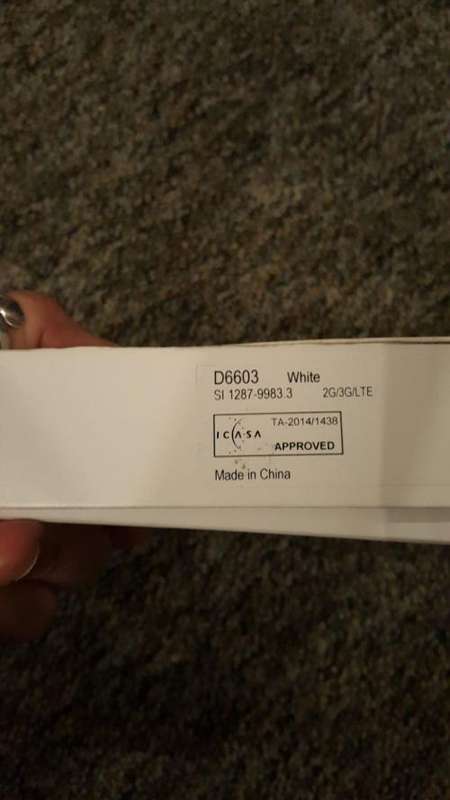 D6603 White
SI 1287-9983.3 2G/3G/LTE
ICASA TA-2014/1438
APPROVED
Made in China